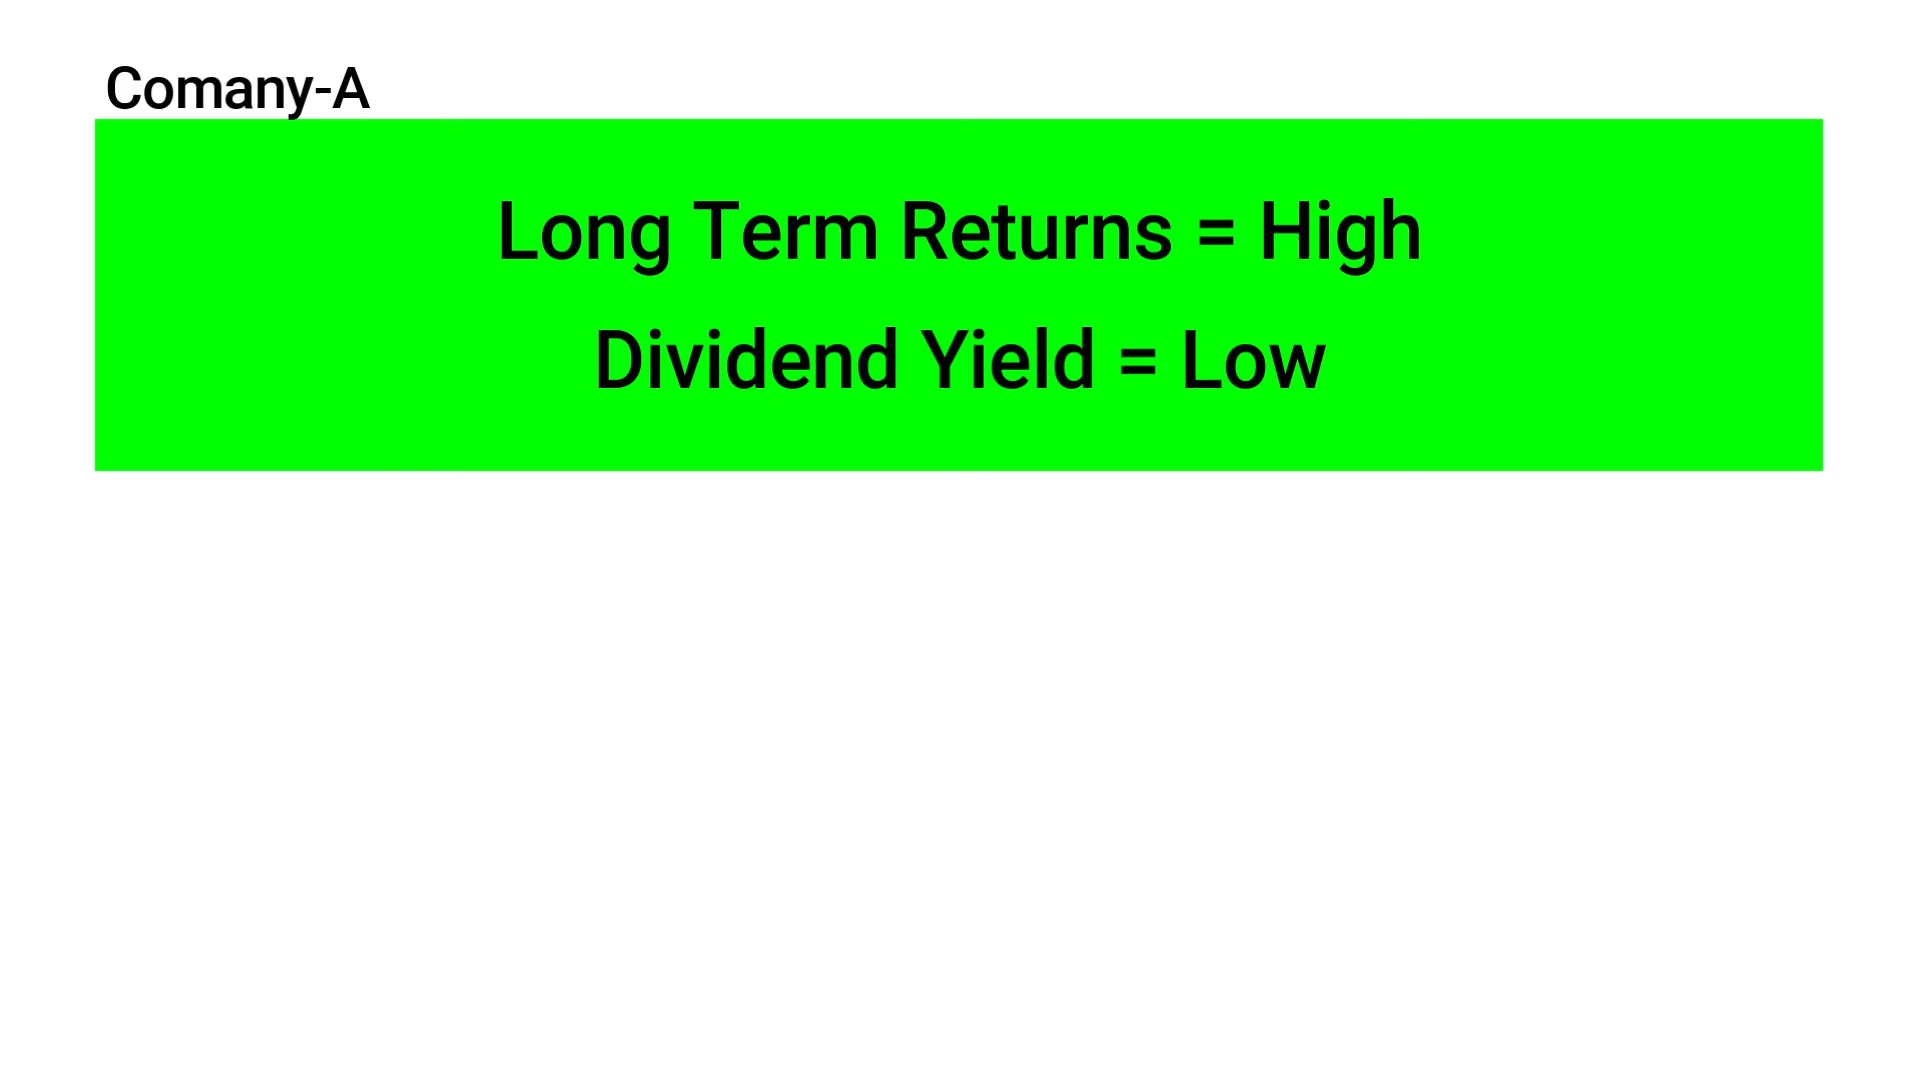 Comany-A
Long Term Returns = High
Dividend Yield = Low